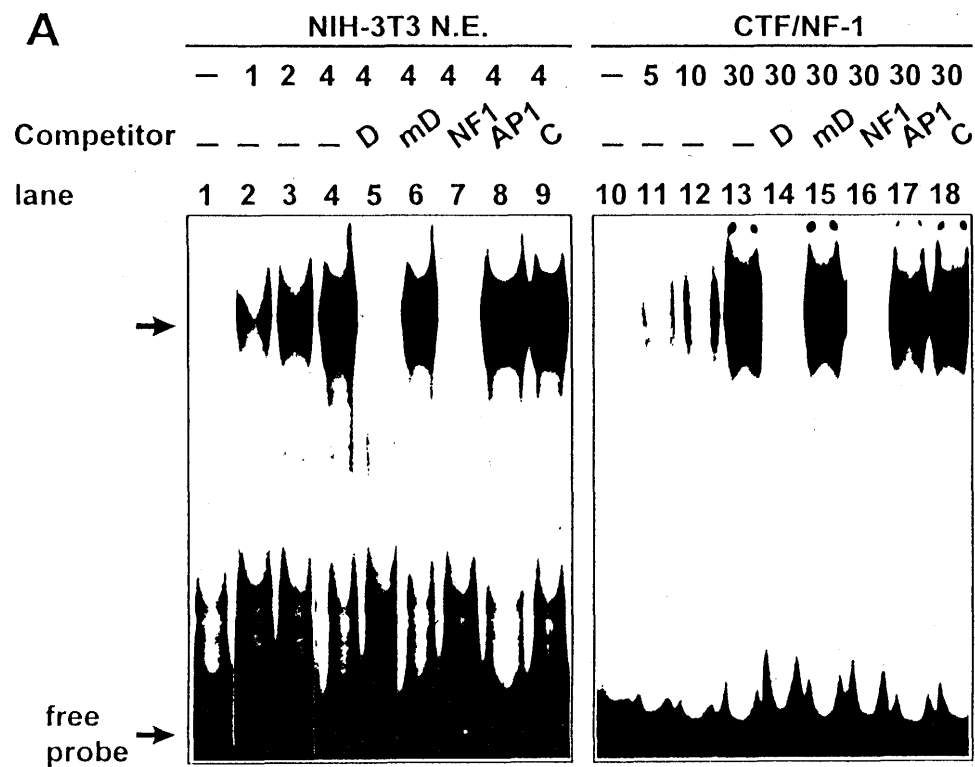 A
NIH-3T3 N.E. CTF/NF-1
– 1 2 4 4 4 4 4 4 – 5 10 30 30 30 30 30 30
Competitor – – – – D mD NF1 AP1 C – – – – D mD NF1 AP1 C
lane 1 2 3 4 5 6 7 8 9 10 11 12 13 14 15 16 17 18
free
probe